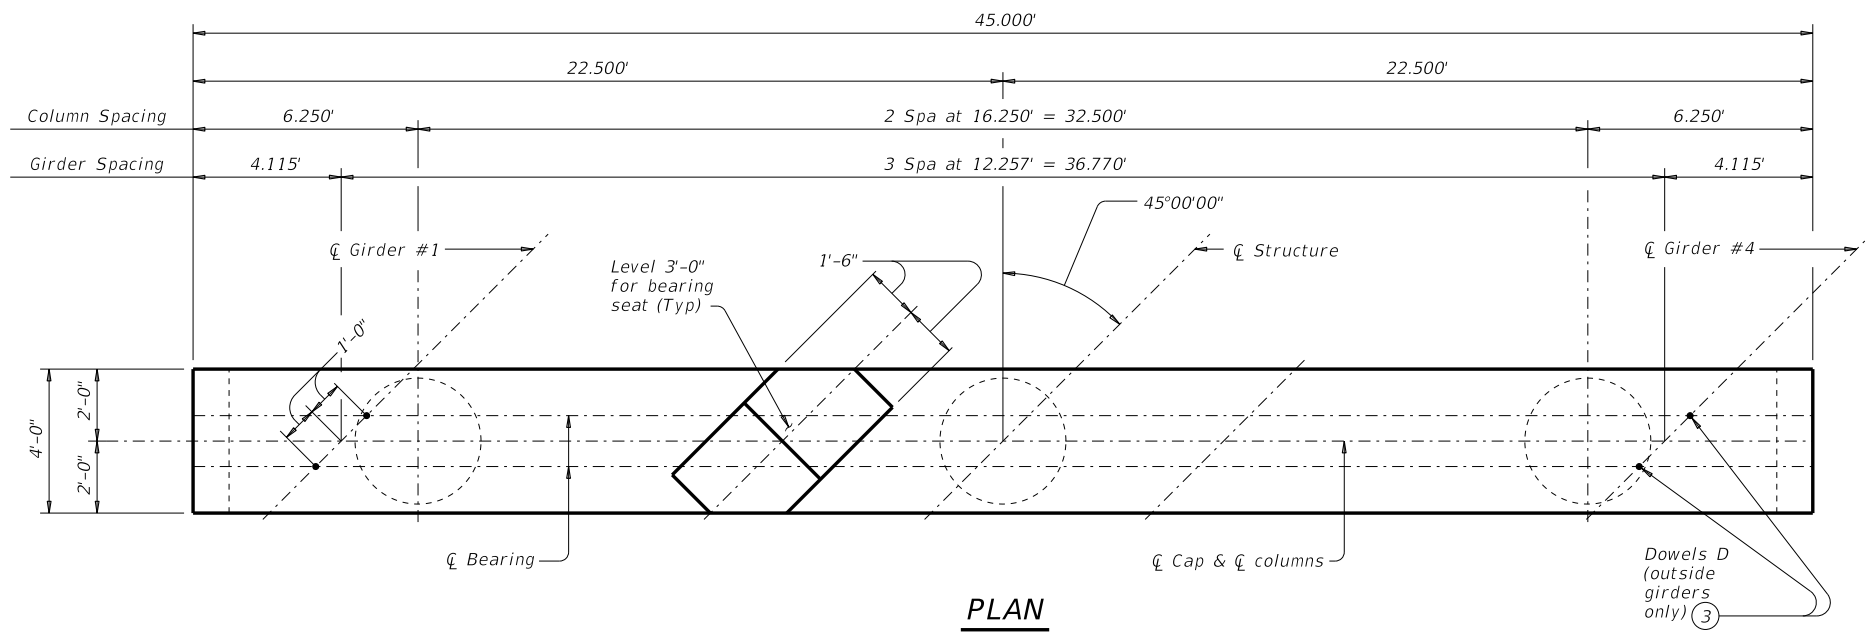 45.000'
22.500'
22.500'
Column Spacing
6.250'
2 Spa at 16.250' = 32.500'
6.250'
Girder Spacing
4.115'
3 Spa at 12.257' = 36.770'
4.115'
45°00'00"
℄ Girder #1
Level 3'-0"
for bearing
seat (Typ)
1'-6"
℄ Structure
℄ Girder #4
1'-0"
4'-0"
2'-0"
2'-0"
℄ Bearing
℄ Cap & ℄ columns
Dowels D
(outside
girders
only) 3
PLAN